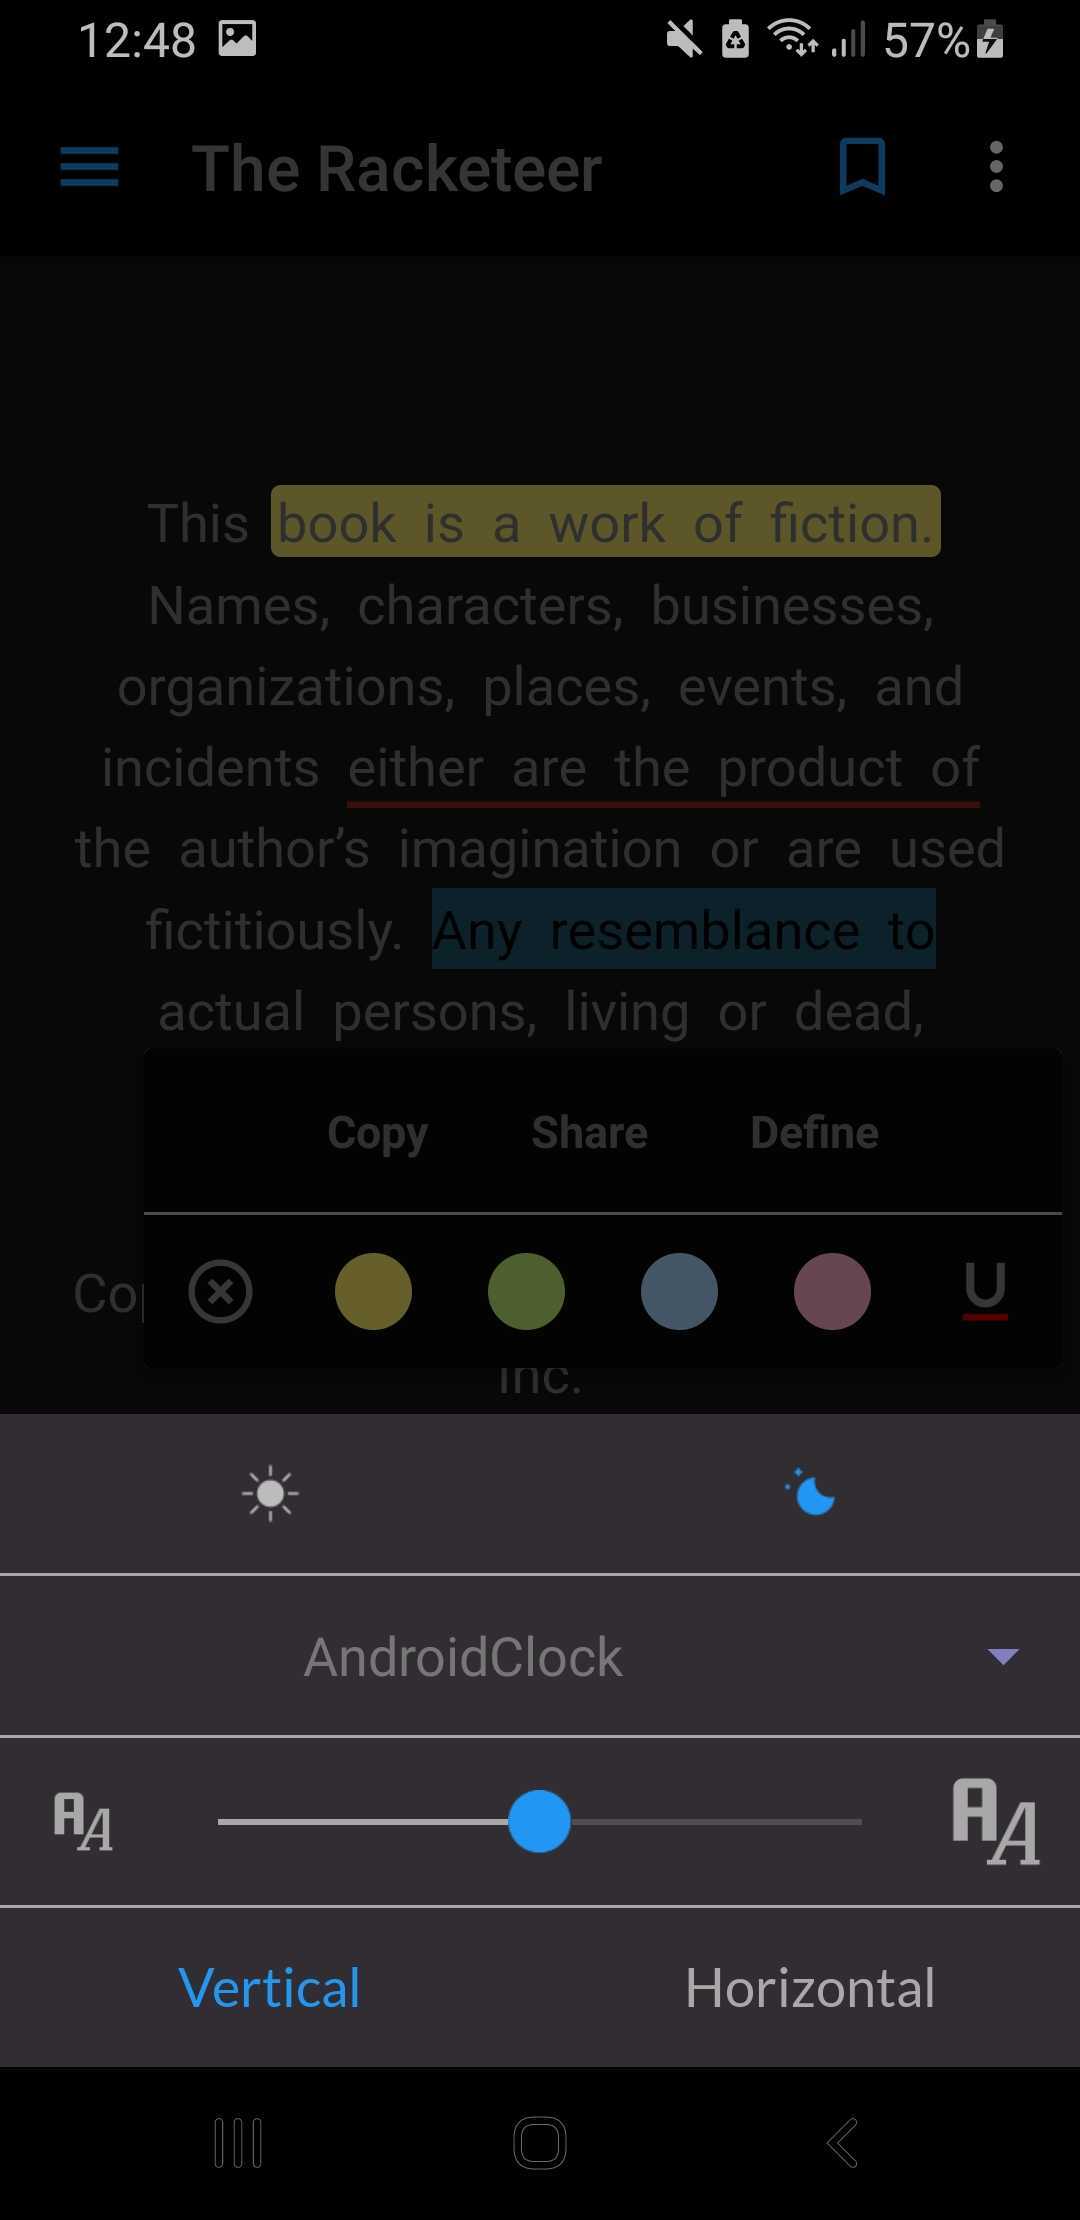 12:48 57%
The Racketeer
This book is a work of fiction.
Names, characters, businesses,
organizations, places, events, and
incidents either are the product of
the author’s imagination or are used
fictitiously. Any resemblance to
actual persons, living or dead,
Copy Share Define
U
Inc.
AndroidClock
AA AA
Vertical Horizontal